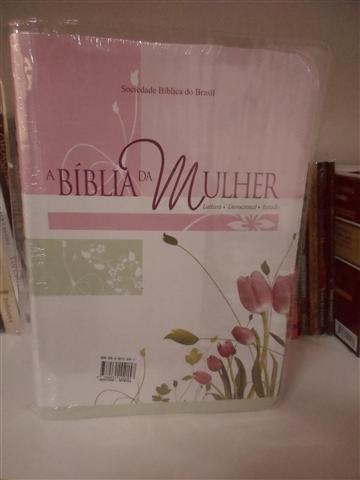 Sociedade Bíblica do Brasil
A BÍBLIA DA MULHER
Leitura • Devocional • Estudo